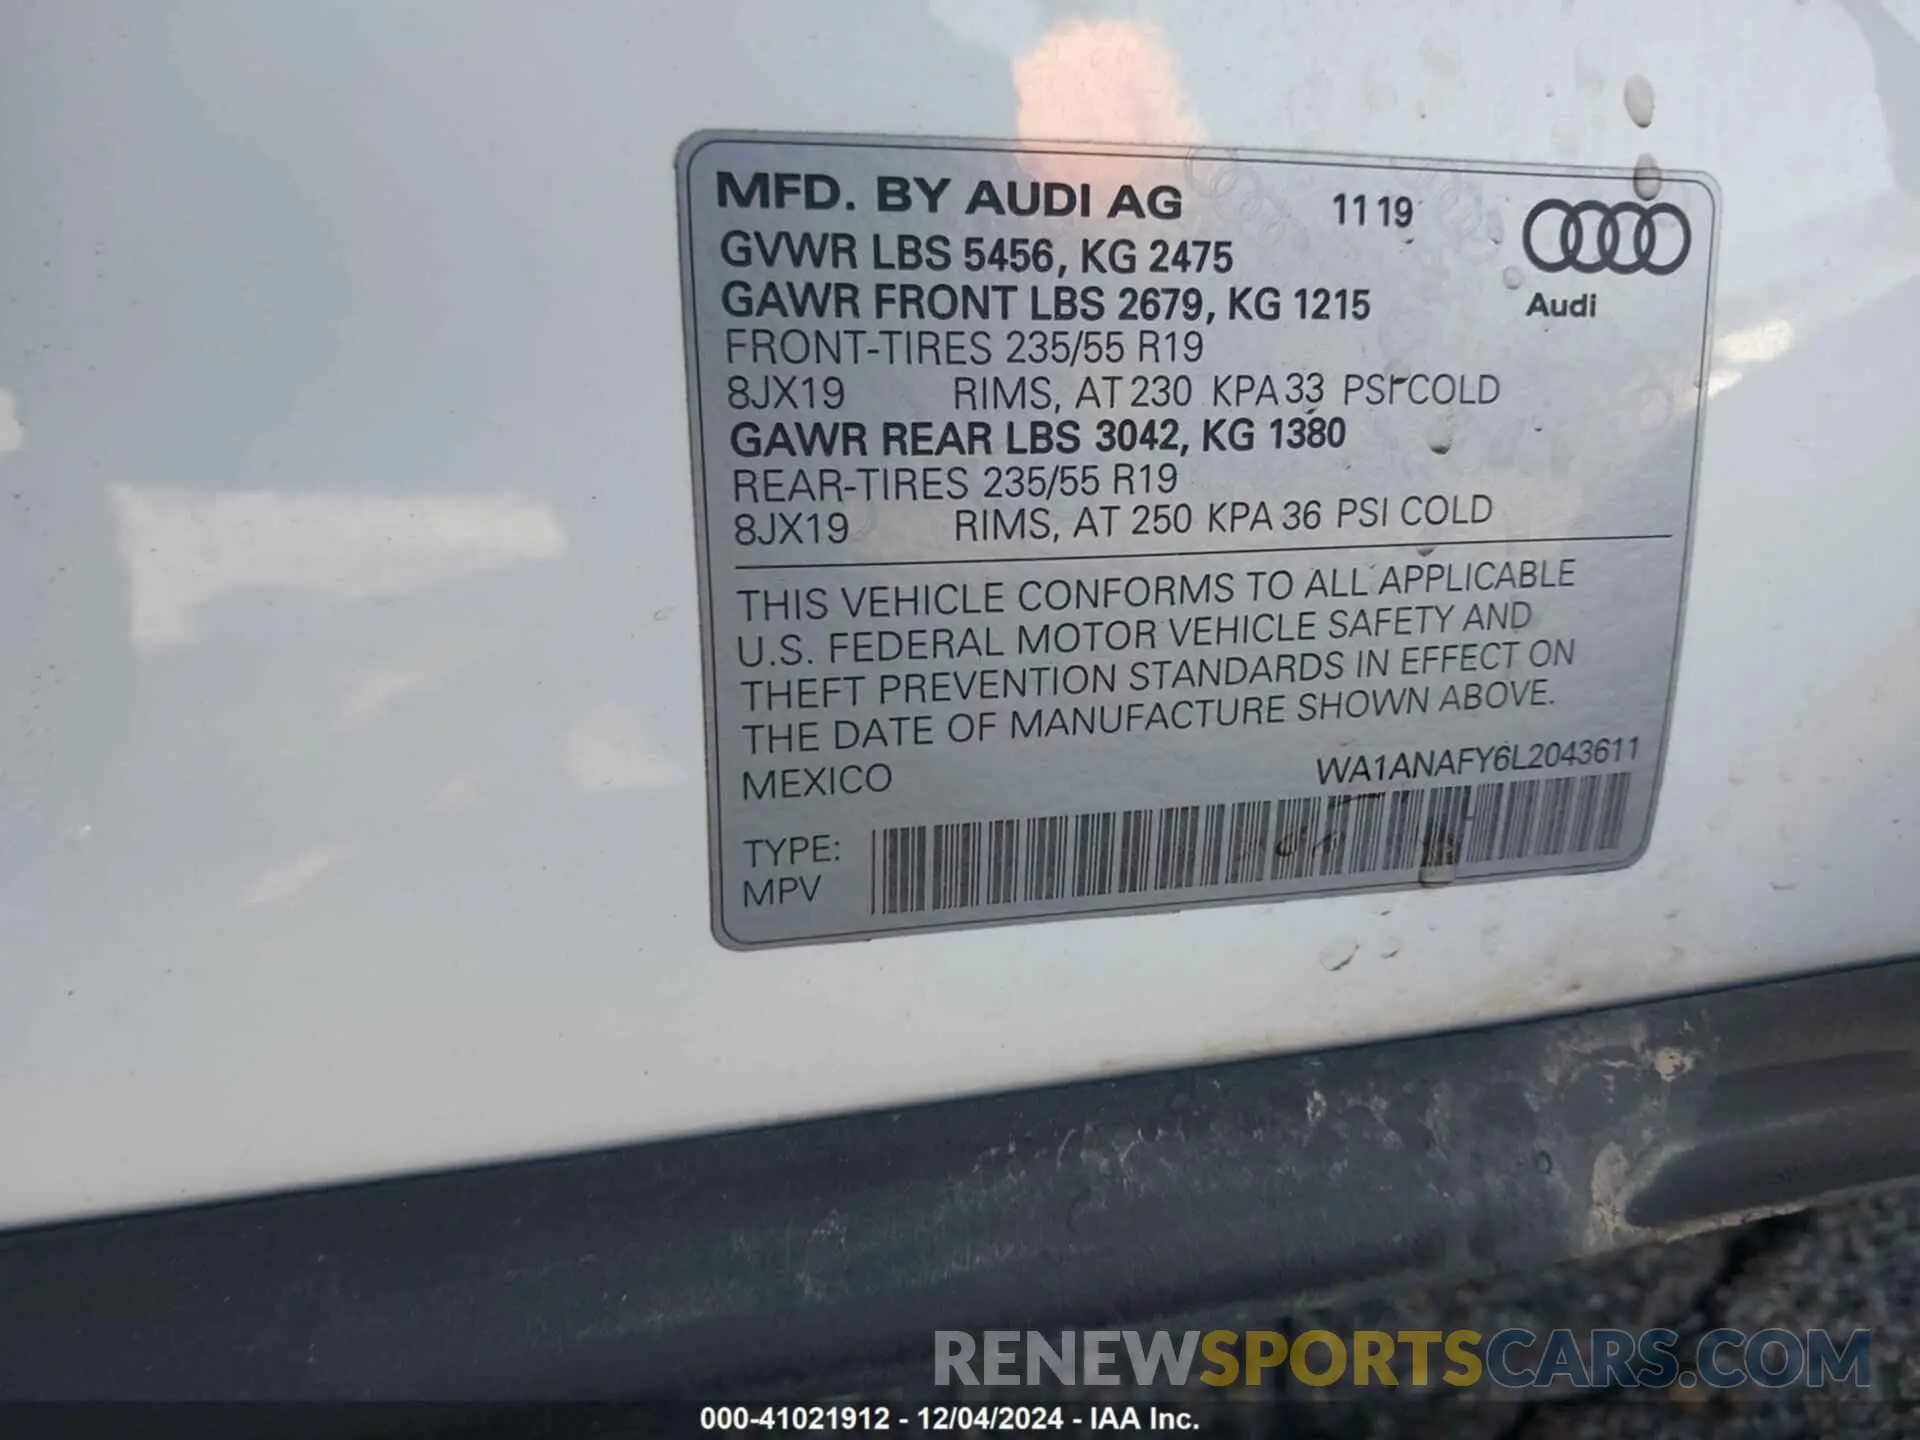 MFD. BY AUDI AG 11 19
GVWR LBS 5456, KG 2475
GAWR FRONT LBS 2679, KG 1215
Audi
FRONT-TIRES 235/55 R19
8JX19 RIMS, AT 230 KPA 33 PSI COLD
GAWR REAR LBS 3042, KG 1380
REAR-TIRES 235/55 R19
8JX19 RIMS, AT 250 KPA 36 PSI COLD
THIS VEHICLE CONFORMS TO ALL APPLICABLE
U.S. FEDERAL MOTOR VEHICLE SAFETY AND
THEFT PREVENTION STANDARDS IN EFFECT ON
THE DATE OF MANUFACTURE SHOWN ABOVE.
MEXICO WA1ANAFY6L2043611
TYPE:
MPV
RENEWSPORTSCARS.COM
000-41021912 - 12/04/2024 - IAA Inc.